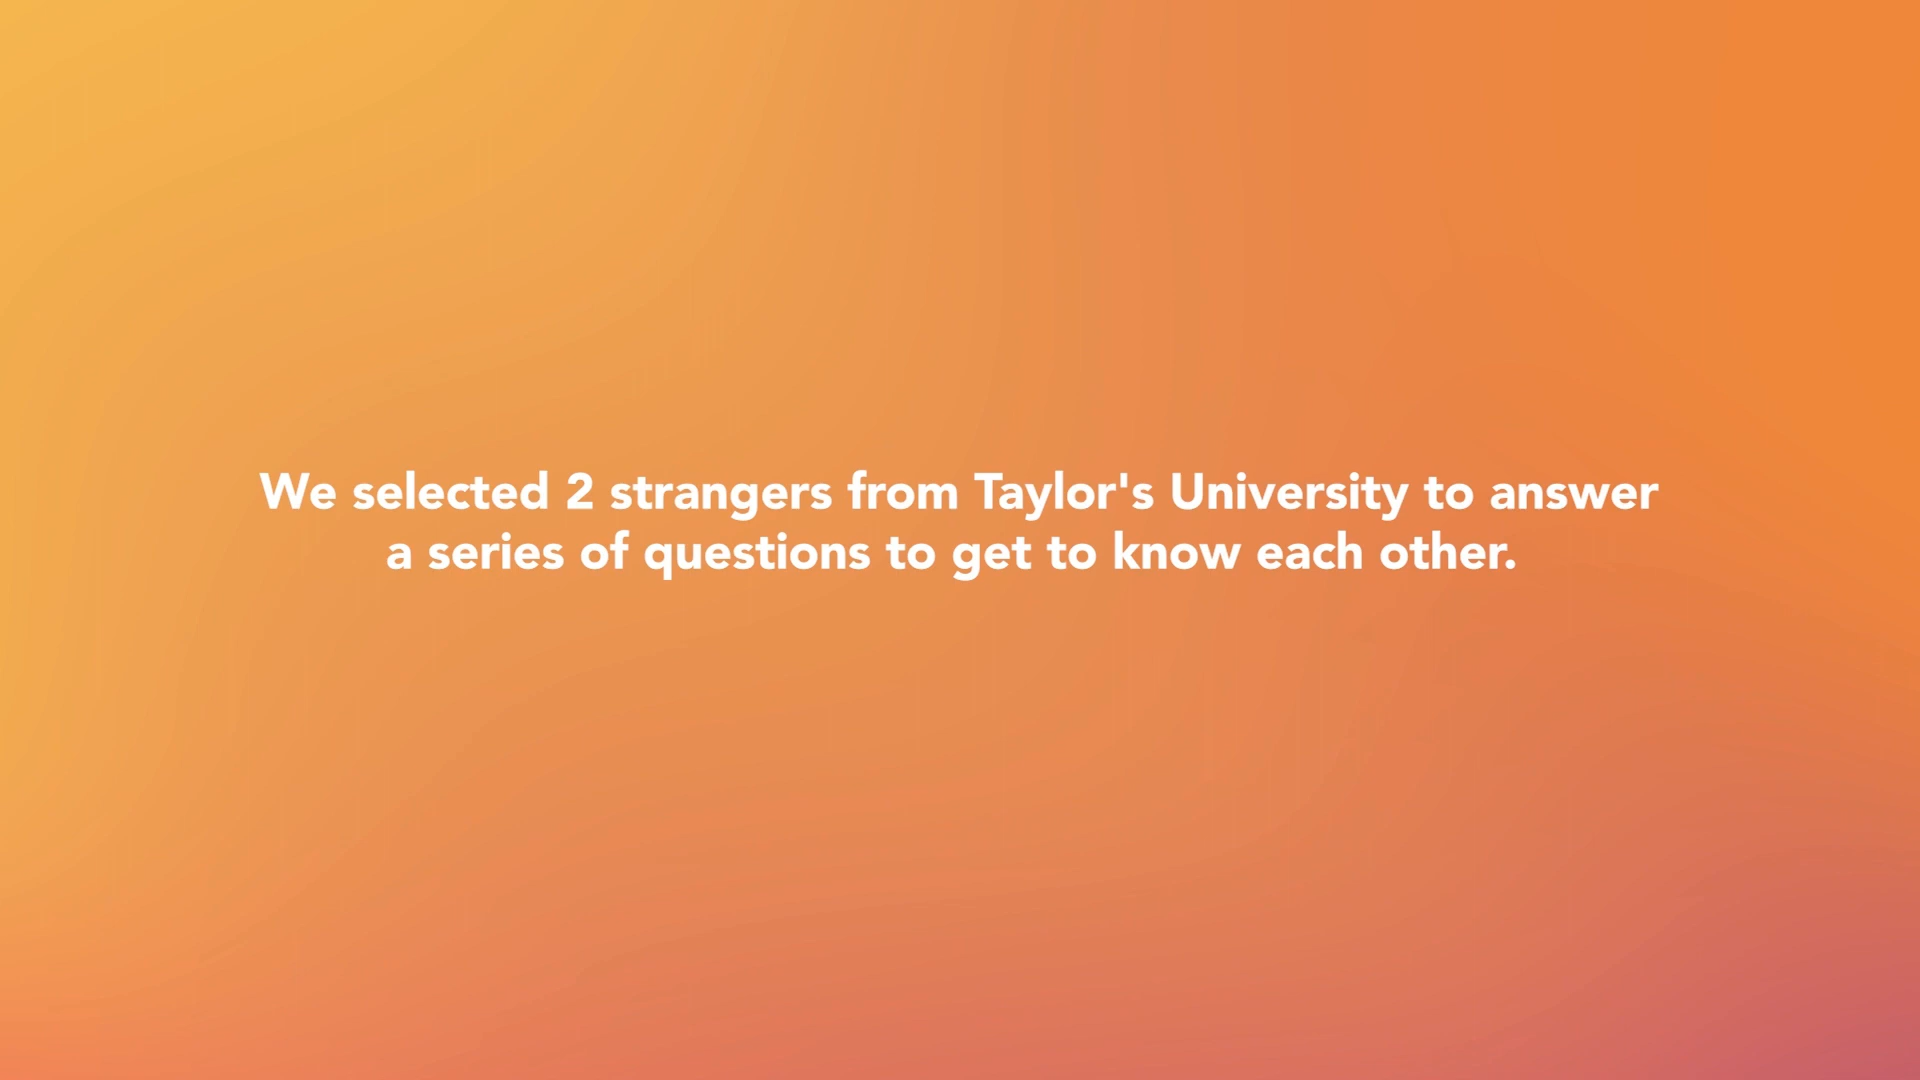 We selected 2 strangers from Taylor's University to answer
a series of questions to get to know each other.